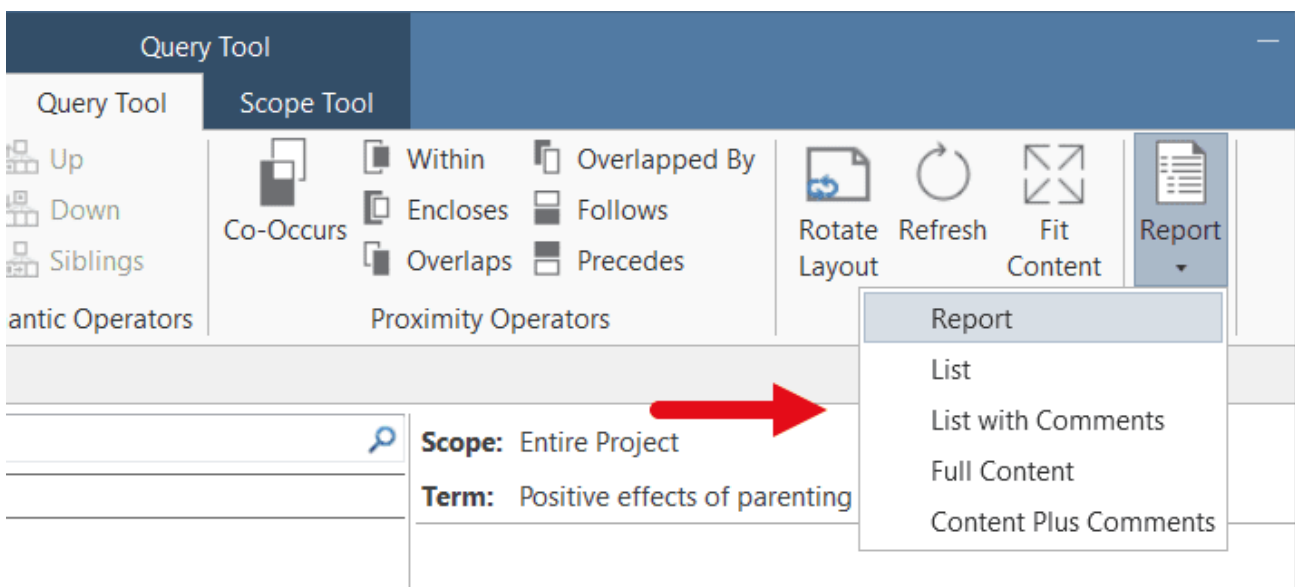 Query Tool
Query Tool
Scope Tool
Up
Down
Siblings
antic Operators
Co-Occurs
Within
Encloses
Overlaps
Overlapped By
Follows
Precedes
Proximity Operators
Rotate
Layout
Refresh
Fit
Content
Report
Report
List
List with Comments
Full Content
Content Plus Comments
Scope: Entire Project
Term: Positive effects of parenting